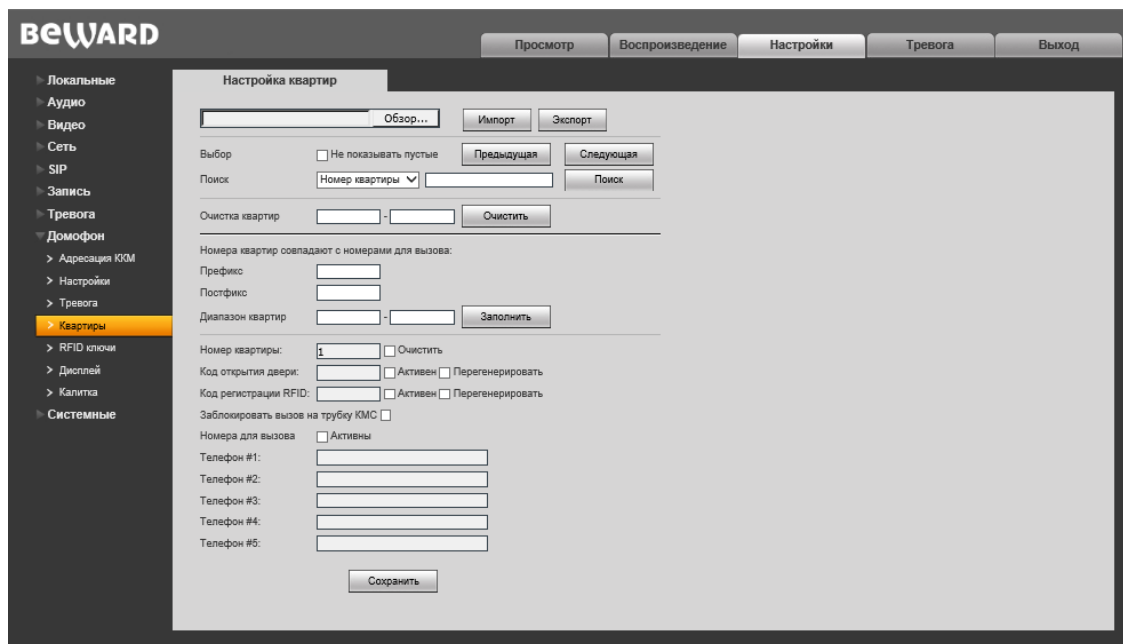 BEWARD
Просмотр Воспроизведение Настройки Тревога Выход
Локальные
Аудио
Видео
Сеть
SIP
Запись
Тревога
Домофон
Адресация ККМ
Настройки
Тревога
Квартиры
RFID ключи
Дисплей
Калитка
Системные
Настройка квартир
Обзор... Импорт Экспорт
Выбор Не показывать пустые Предыдущая Следующая
Поиск Номер квартиры Поиск
Очистка квартир - Очистить
Номера квартир совпадают с номерами для вызова:
Префикс
Постфикс
Диапазон квартир - Заполнить
Номер квартиры: 1 Очистить
Код открытия двери: Активен Перегенерировать
Код регистрации RFID: Активен Перегенерировать
Заблокировать вызов на трубку КМС
Номера для вызова Активны
Телефон #1:
Телефон #2:
Телефон #3:
Телефон #4:
Телефон #5:
Сохранить